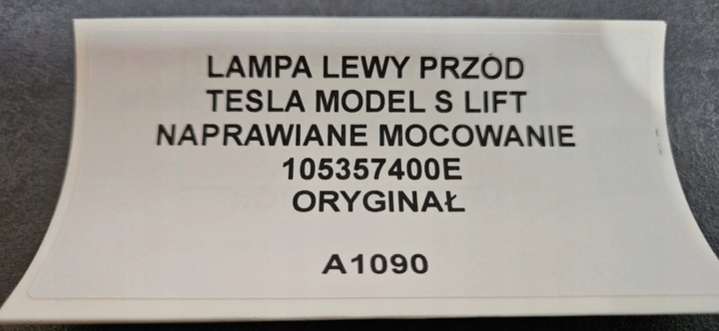 LAMPA LEWY PRZÓD
TESLA MODEL S LIFT
NAPRAWIANE MOCOWANIE
105357400E
ORYGINAŁ
A1090